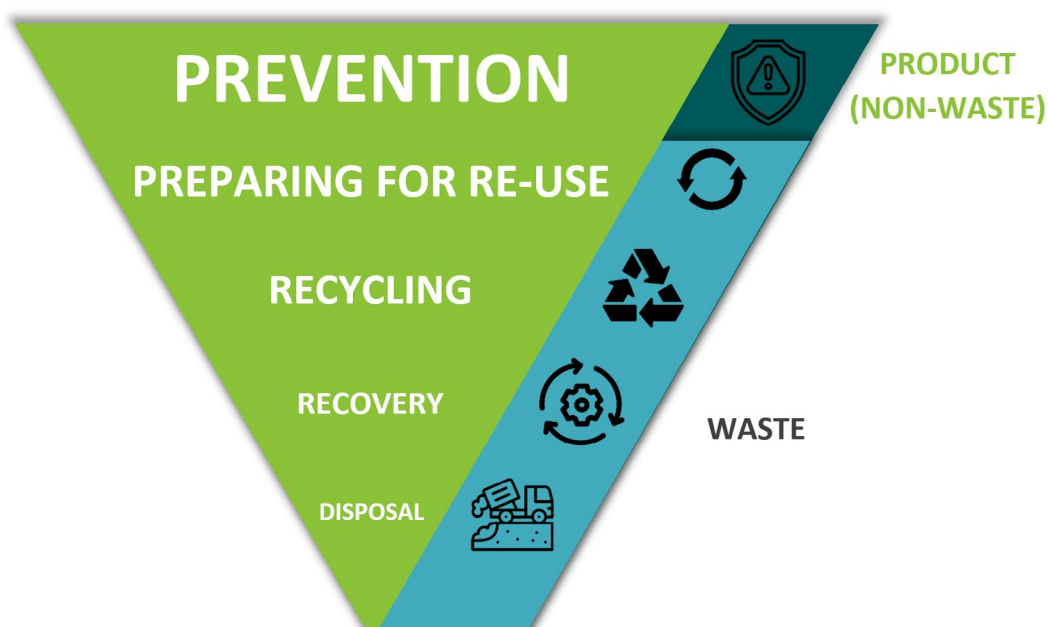 PREVENTION
PRODUCT
(NON-WASTE)
PREPARING FOR RE-USE
RECYCLING
RECOVERY
WASTE
DISPOSAL